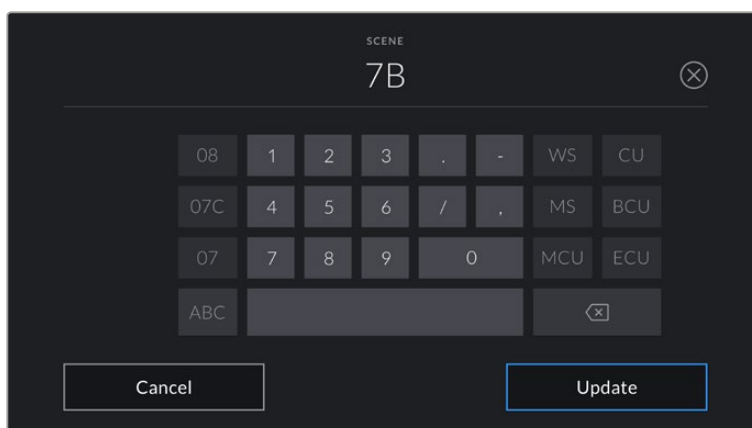 SCENE
7B
08 1 2 3 . - WS CU
07C 4 5 6 / , MS BCU
07 7 8 9 0 MCU ECU
ABC
Cancel Update